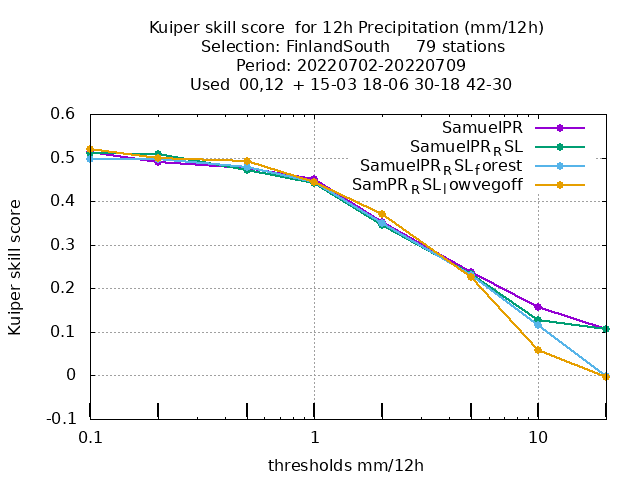 Kuiper skill score  for 12h Precipitation (mm/12h)
Selection: FinlandSouth     79 stations
Period: 20220702-20220709
Used  00,12  + 15-03 18-06 30-18 42-30
SamuelPR
SamuelPR_RSL
SamuelPR_RSL_forest
SamPR_RSL_lowvegoff
Kuiper skill score
0.6
0.5
0.4
0.3
0.2
0.1
0
-0.1
0.1
1
10
thresholds mm/12h